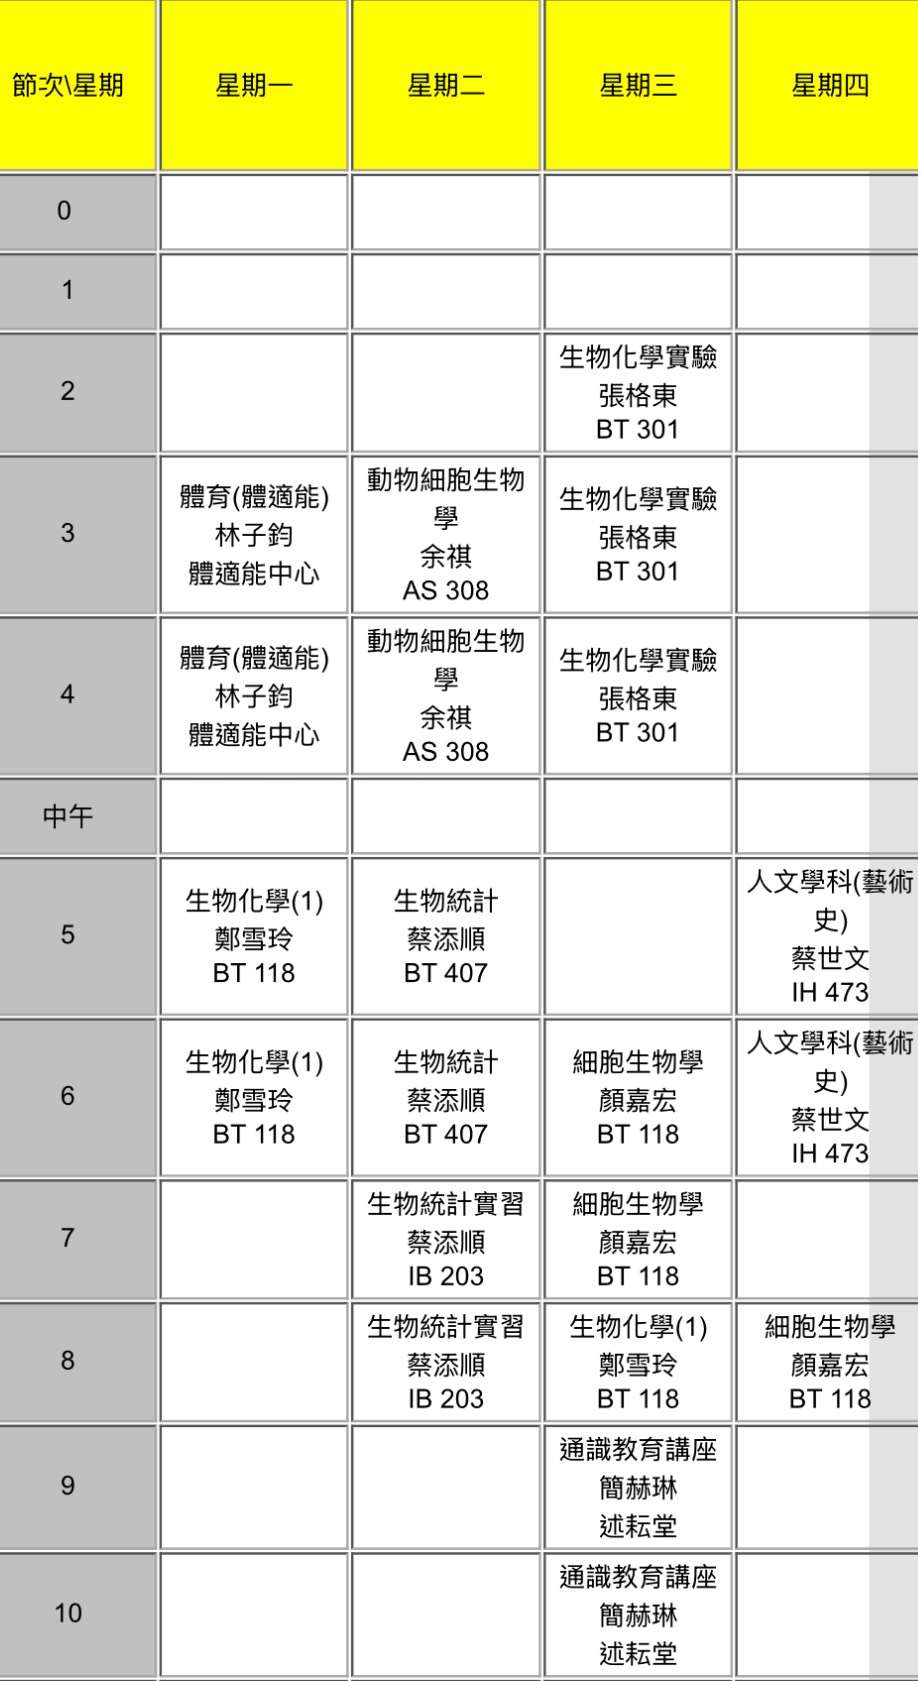 節次\星期 星期一 星期二 星期三 星期四
0
1
2
生物化學實驗
張格東
BT 301
3
體育(體適能)
林子鈞
體適能中心
動物細胞生物
學
余祺
AS 308
生物化學實驗
張格東
BT 301
4
體育(體適能)
林子鈞
體適能中心
動物細胞生物
學
余祺
AS 308
生物化學實驗
張格東
BT 301
中午
5
生物化學(1)
鄭雪玲
BT 118
生物統計
蔡添順
BT 407
人文學科(藝術
史)
蔡世文
IH 473
6
生物化學(1)
鄭雪玲
BT 118
生物統計
蔡添順
BT 407
細胞生物學
顏嘉宏
BT 118
人文學科(藝術
史)
蔡世文
IH 473
7
生物統計實習
蔡添順
IB 203
細胞生物學
顏嘉宏
BT 118
8
生物統計實習
蔡添順
IB 203
生物化學(1)
鄭雪玲
BT 118
細胞生物學
顏嘉宏
BT 118
9
通識教育講座
簡赫琳
述耘堂
10
通識教育講座
簡赫琳
述耘堂